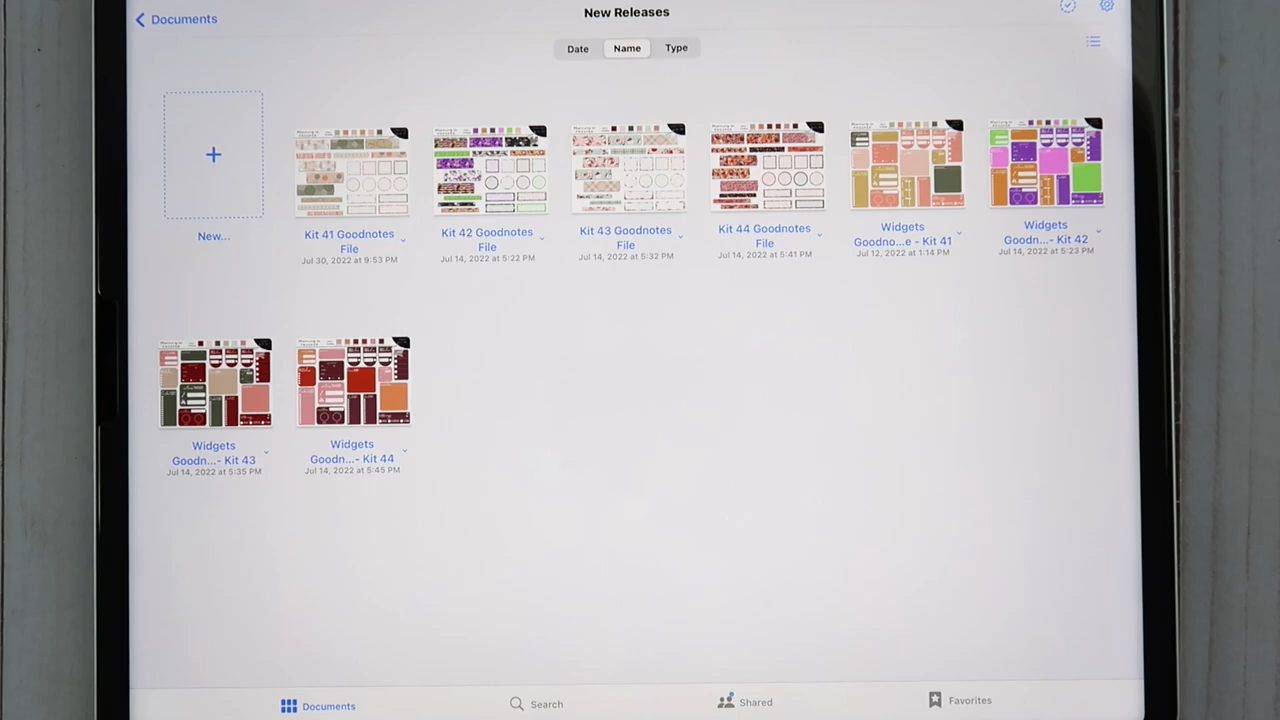 Documents
New Releases
Date
Name
Type
New...
Kit 41 Goodnotes
File
Jul 30, 2022 at 9:53 PM
Kit 42 Goodnotes
File
Jul 14, 2022 at 5:22 PM
Kit 43 Goodnotes
File
Jul 14, 2022 at 5:32 PM
Kit 44 Goodnotes
File
Jul 14, 2022 at 5:41 PM
Widgets
Goodno...e - Kit 41
Jul 12, 2022 at 1:14 PM
Widgets
Goodn...- Kit 42
Jul 14, 2022 at 5:23 PM
Widgets
Goodn...- Kit 43
Jul 14, 2022 at 5:35 PM
Widgets
Goodn...- Kit 44
Jul 14, 2022 at 5:45 PM
Documents
Search
Shared
Favorites